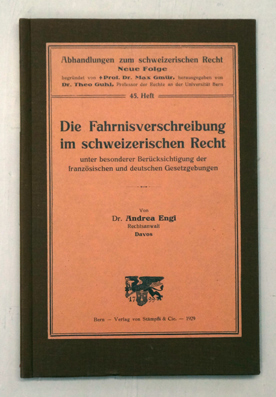 Abhandlungen zum schweizerischen Recht
Neue Folge
begründet von † Prof. Dr. Max Gmür, herausgegeben von
Dr. Theo Guhl, Professor der Rechte an der Universität Bern
45. Heft
Die Fahrnisverschreibung
im schweizerischen Recht
unter besonderer Berücksichtigung der
französischen und deutschen Gesetzgebungen
Von
Dr. Andrea Engi
Rechtsanwalt
Davos
Bern — Verlag von Stämpfli & Cie. — 1929